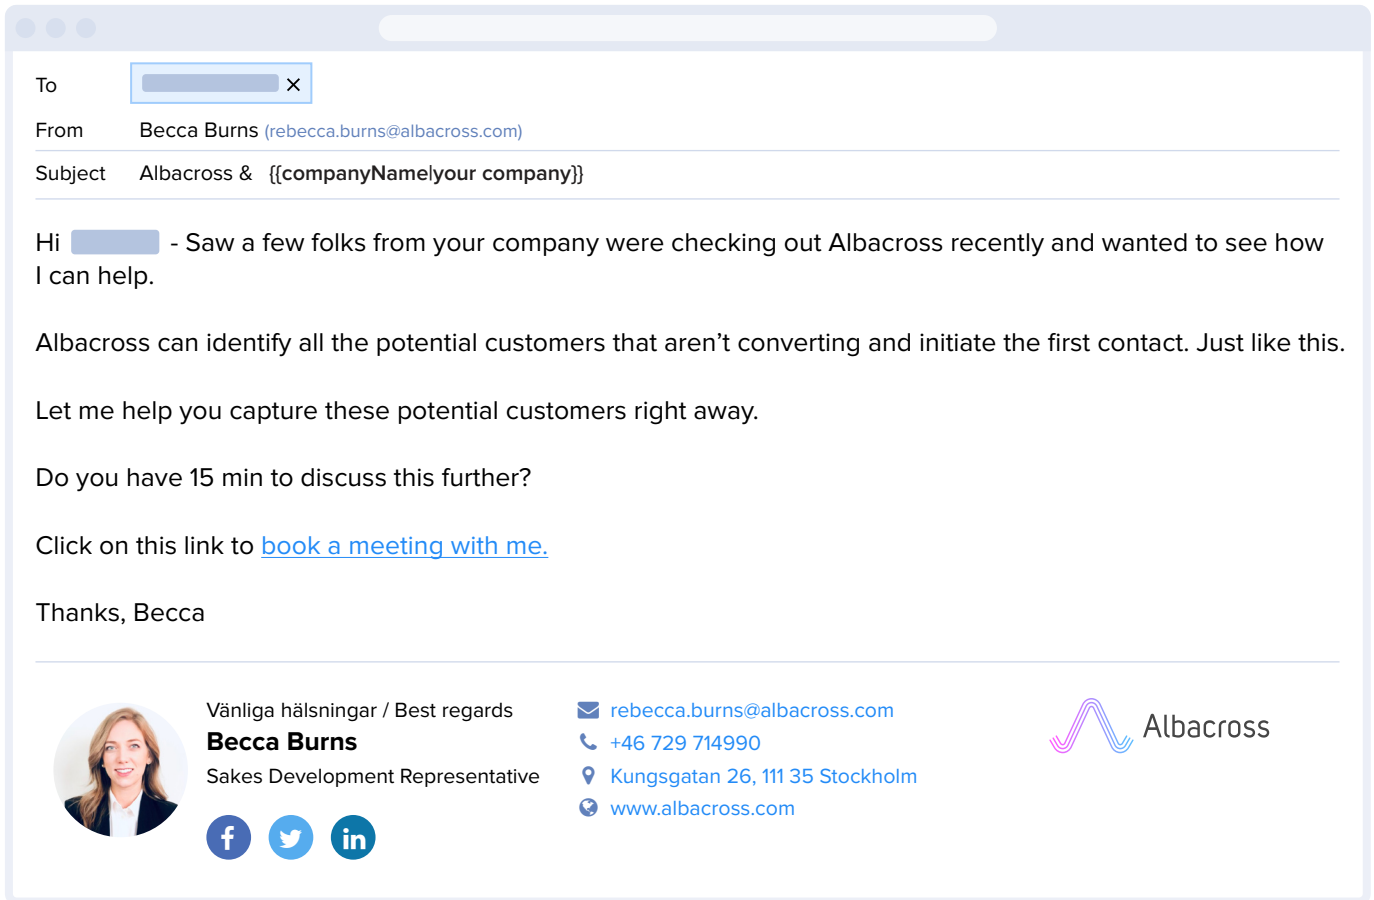 To
From Becca Burns (rebecca.burns@albacross.com)
Subject Albacross & {{companyName|your company}}
Hi - Saw a few folks from your company were checking out Albacross recently and wanted to see how
I can help.
Albacross can identify all the potential customers that aren’t converting and initiate the first contact. Just like this.
Let me help you capture these potential customers right away.
Do you have 15 min to discuss this further?
Click on this link to book a meeting with me.
Thanks, Becca
Vänliga hälsningar / Best regards
Becca Burns
Sakes Development Representative
rebecca.burns@albacross.com
+46 729 714990
Kungsgatan 26, 111 35 Stockholm
www.albacross.com
Albacross